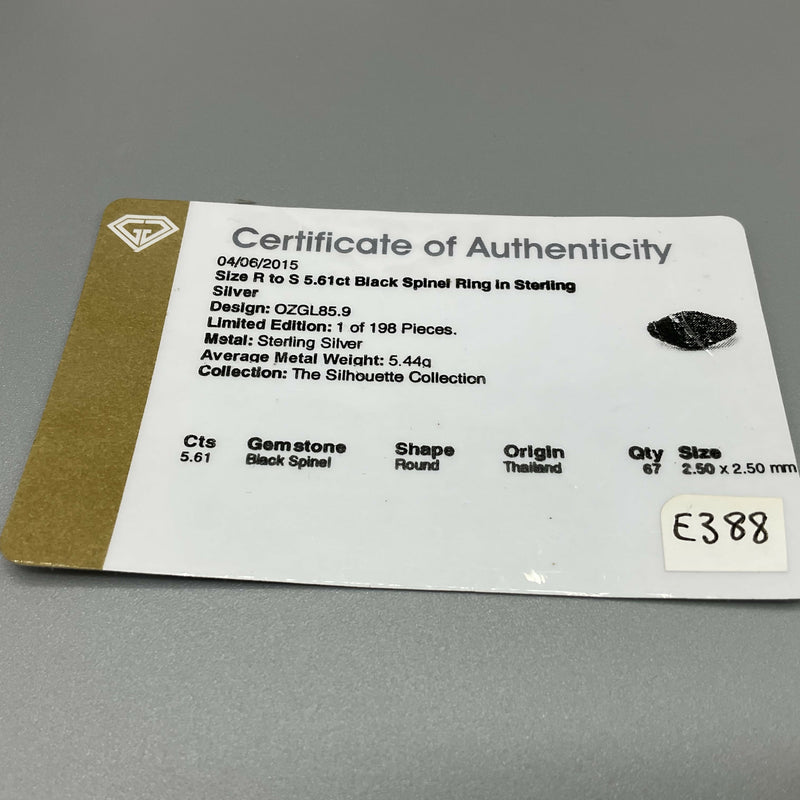 Certificate of Authenticity
04/06/2015
Size R to S 5.61ct Black Spinel Ring in Sterling
Silver
Design: OZGL85.9
Limited Edition: 1 of 198 Pieces.
Metal: Sterling Silver
Average Metal Weight: 5.44g
Collection: The Silhouette Collection
Cts Gemstone Shape Origin Qty Size
5.61 Black Spinel Round Thailand 67 2.50 x 2.50 mm
E388